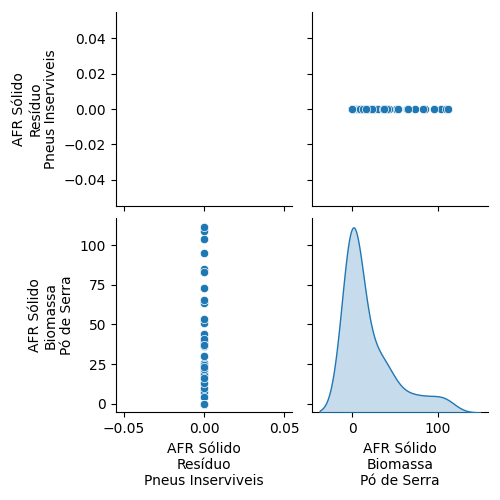 0.04
0.02
0.00
−0.02
−0.04
AFR Sólido
Resíduo
Pneus Inserviveis
100
75
50
25
0
AFR Sólido
Biomassa
Pó de Serra
−0.05
0.00
0.05
AFR Sólido
Resíduo
Pneus Inserviveis
0
100
AFR Sólido
Biomassa
Pó de Serra